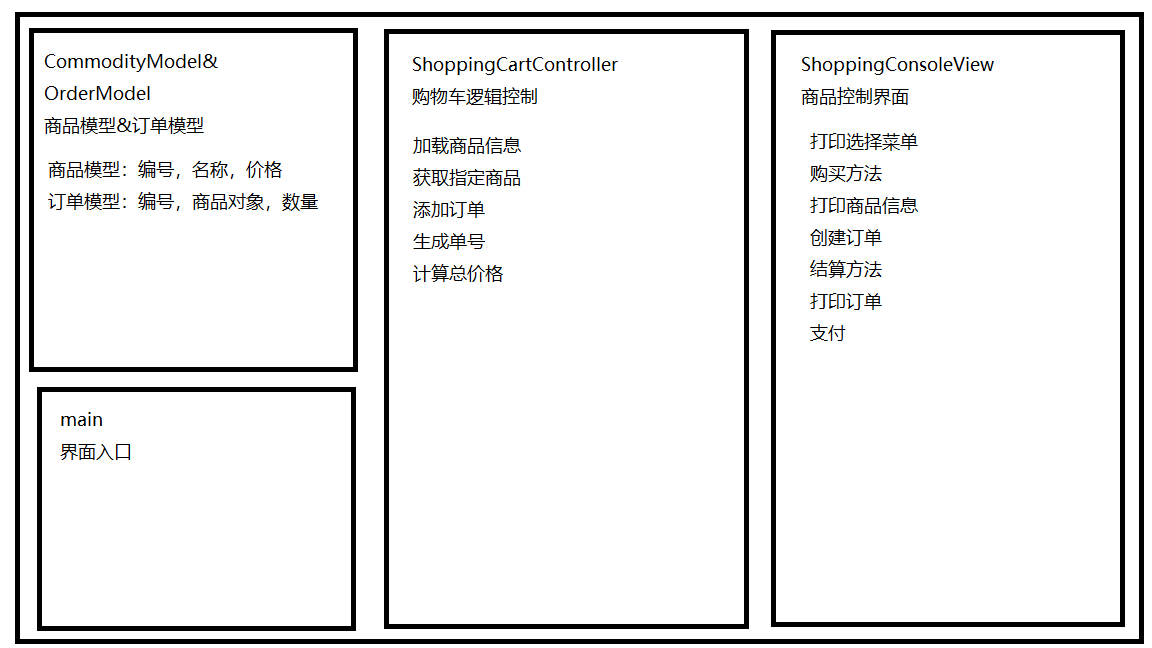 CommodityModel&
OrderModel
商品模型&订单模型
商品模型：编号，名称，价格
订单模型：编号，商品对象，数量
main
界面入口
ShoppingCartController
购物车逻辑控制
加载商品信息
获取指定商品
添加订单
生成单号
计算总价格
ShoppingConsoleView
商品控制界面
打印选择菜单
购买方法
打印商品信息
创建订单
结算方法
打印订单
支付